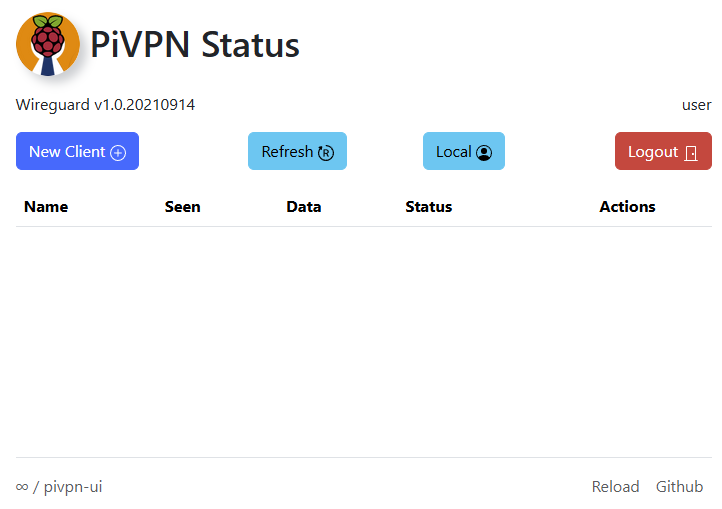 PiVPN Status
Wireguard v1.0.20210914 user
New Client Refresh R Local Logout
Name Seen Data Status Actions
∞ / pivpn-ui Reload Github